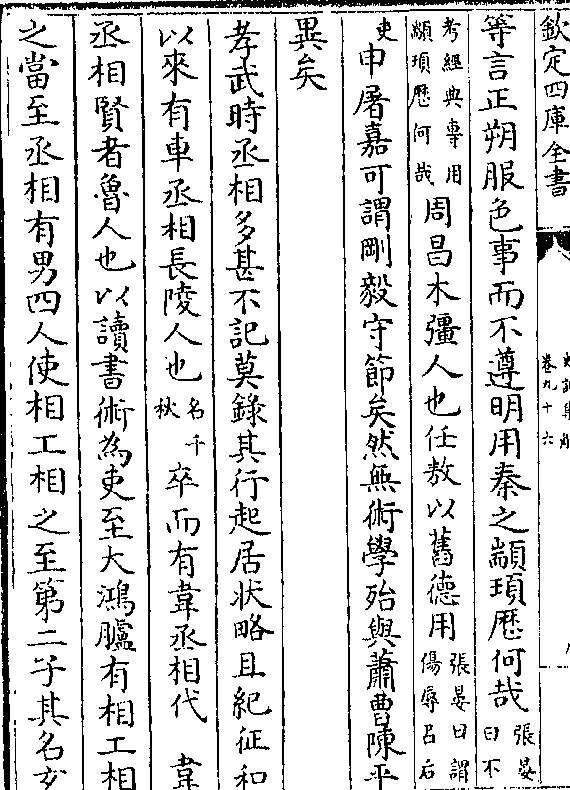 欽定四庫全書
史記集解
卷九十六
等言正朔服色事而不遵明用秦之顓頊歷何哉張晏曰不
考經典專用顓頊歷何哉周昌木彊人也任敖以舊德用張晏曰謂傷辱呂后
吏申屠嘉可謂剛毅守節矣然無術學殆與蕭曹陳平
異矣
孝武時丞相多甚不記莫錄其行起居狀略且紀征和
以來有車丞相長陵人也名千秋卒而有韋丞相代韋
丞相賢者魯人也以讀書術為吏至大鴻臚有相工相
之當至丞相有男四人使相工相之至第二子其名玄